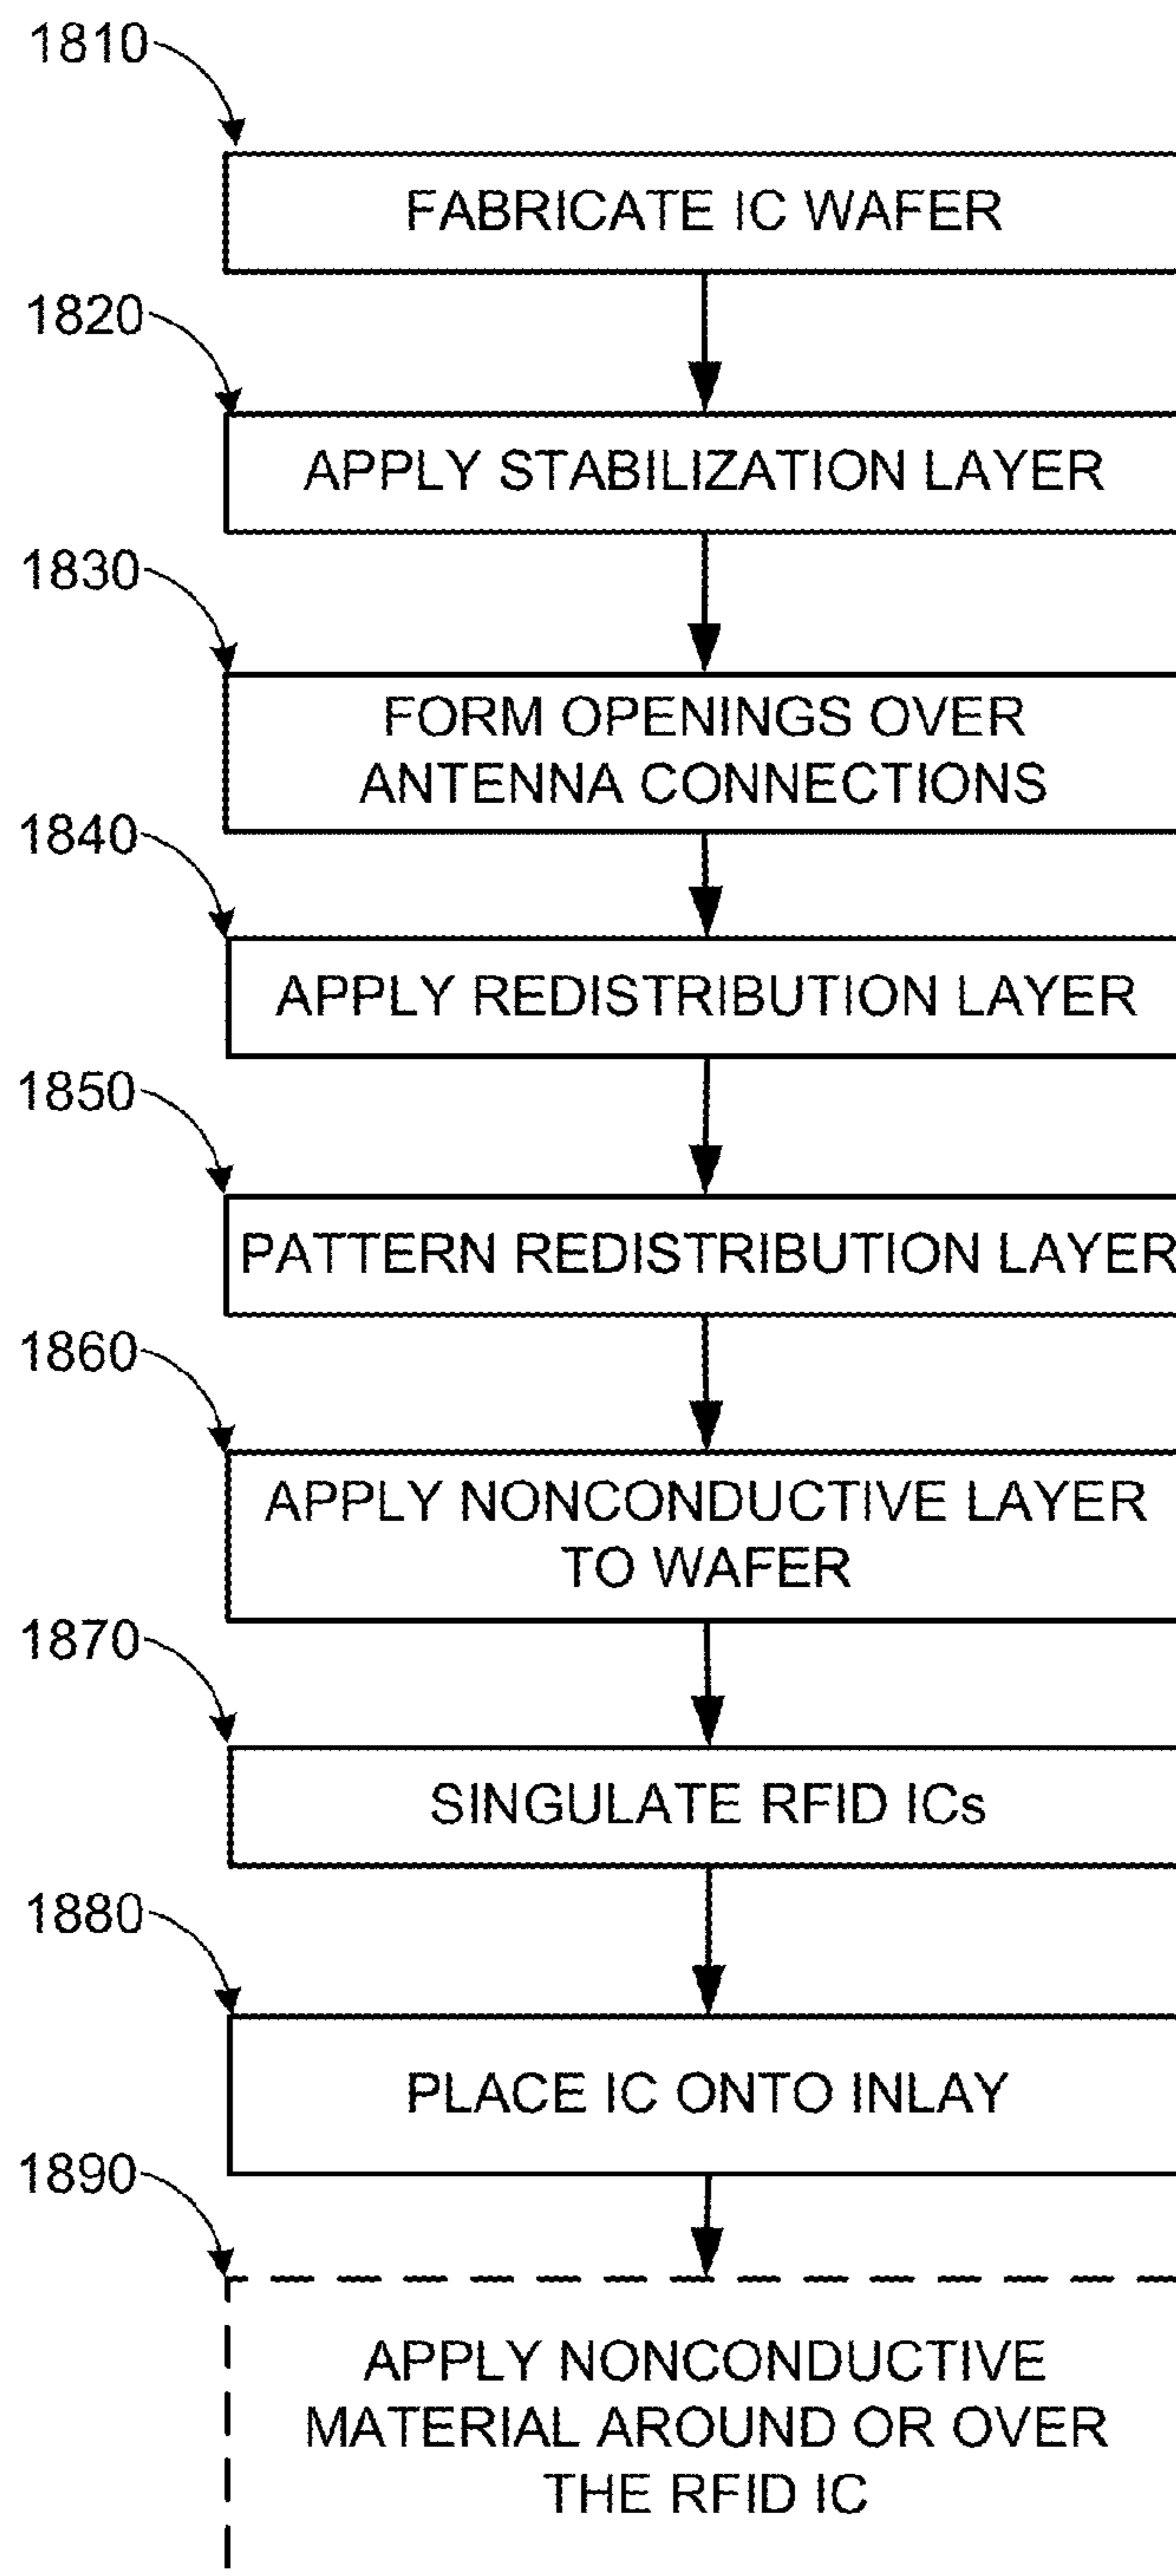 1810
FABRICATE IC WAFER
1820
APPLY STABILIZATION LAYER
1830
FORM OPENINGS OVER
ANTENNA CONNECTIONS
1840
APPLY REDISTRIBUTION LAYER
1850
PATTERN REDISTRIBUTION LAYER
1860
APPLY NONCONDUCTIVE LAYER
TO WAFER
1870
SINGULATE RFID ICs
1880
PLACE IC ONTO INLAY
1890
APPLY NONCONDUCTIVE
MATERIAL AROUND OR OVER
THE RFID IC